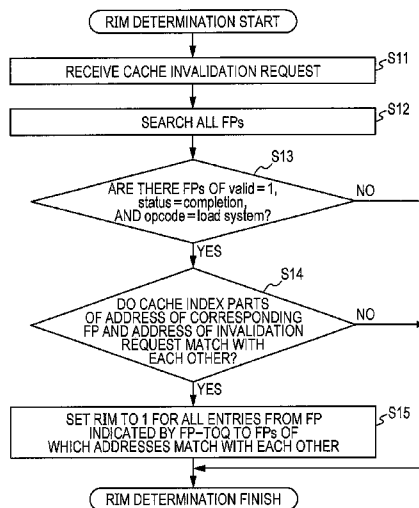 RIM DETERMINATION START
S11
RECEIVE CACHE INVALIDATION REQUEST
S12
SEARCH ALL FPs
S13
ARE THERE FPs OF valid=1,
status=completion,
AND opcode=load system?
NO
YES
S14
DO CACHE INDEX PARTS
OF ADDRESS OF CORRESPONDING
FP AND ADDRESS OF INVALIDATION
REQUEST MATCH WITH
EACH OTHER?
NO
YES
S15
SET RIM TO 1 FOR ALL ENTRIES FROM FP
INDICATED BY FP-TOQ TO FPs OF
WHICH ADDRESSES MATCH WITH EACH OTHER
RIM DETERMINATION FINISH